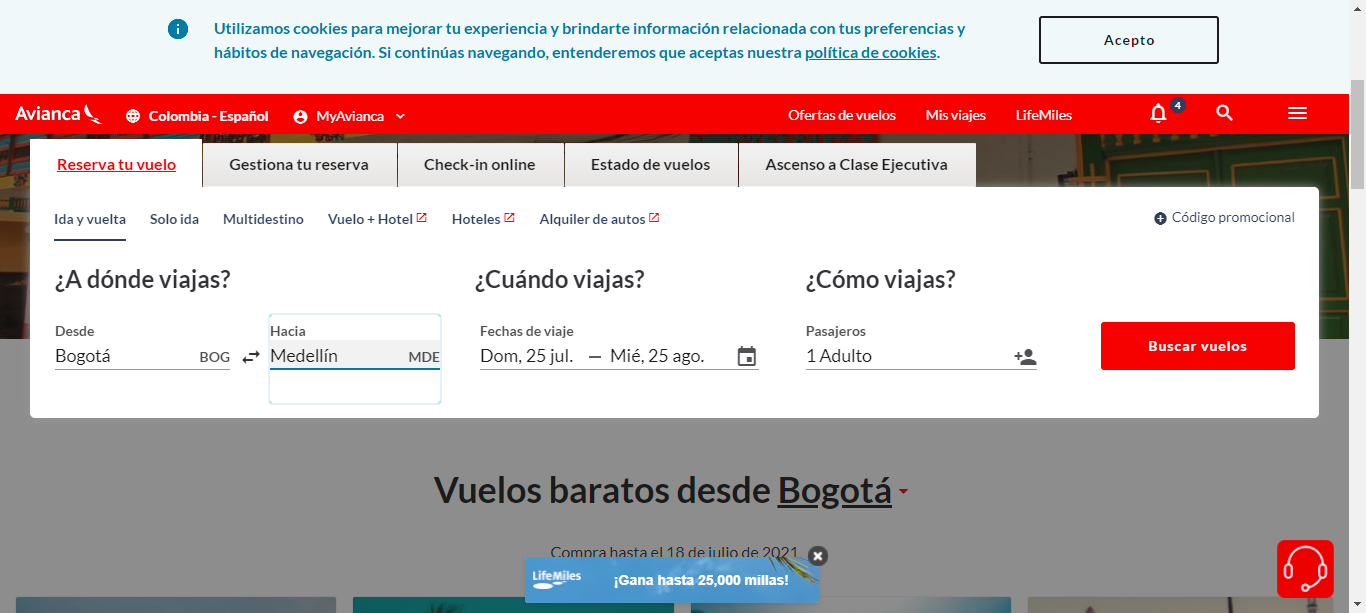 Utilizamos cookies para mejorar tu experiencia y brindarte información relacionada con tus preferencias y
hábitos de navegación. Si continúas navegando, entenderemos que aceptas nuestra política de cookies.
Acepto
Avianca
Colombia - Español
MyAvianca
Ofertas de vuelos
Mis viajes
LifeMiles
4
Reserva tu vuelo
Gestiona tu reserva
Check-in online
Estado de vuelos
Ascenso a Clase Ejecutiva
Ida y vuelta
Solo ida
Multidestino
Vuelo + Hotel
Hoteles
Alquiler de autos
Código promocional
¿A dónde viajas?
¿Cuándo viajas?
¿Cómo viajas?
Desde
Hacia
Fechas de viaje
Pasajeros
Bogotá BOG
Medellín MDE
Dom, 25 jul. — Mié, 25 ago.
1 Adulto
Buscar vuelos
Vuelos baratos desde Bogotá
Compra hasta el 18 de julio de 2021
LifeMiles
¡Gana hasta 25,000 millas!